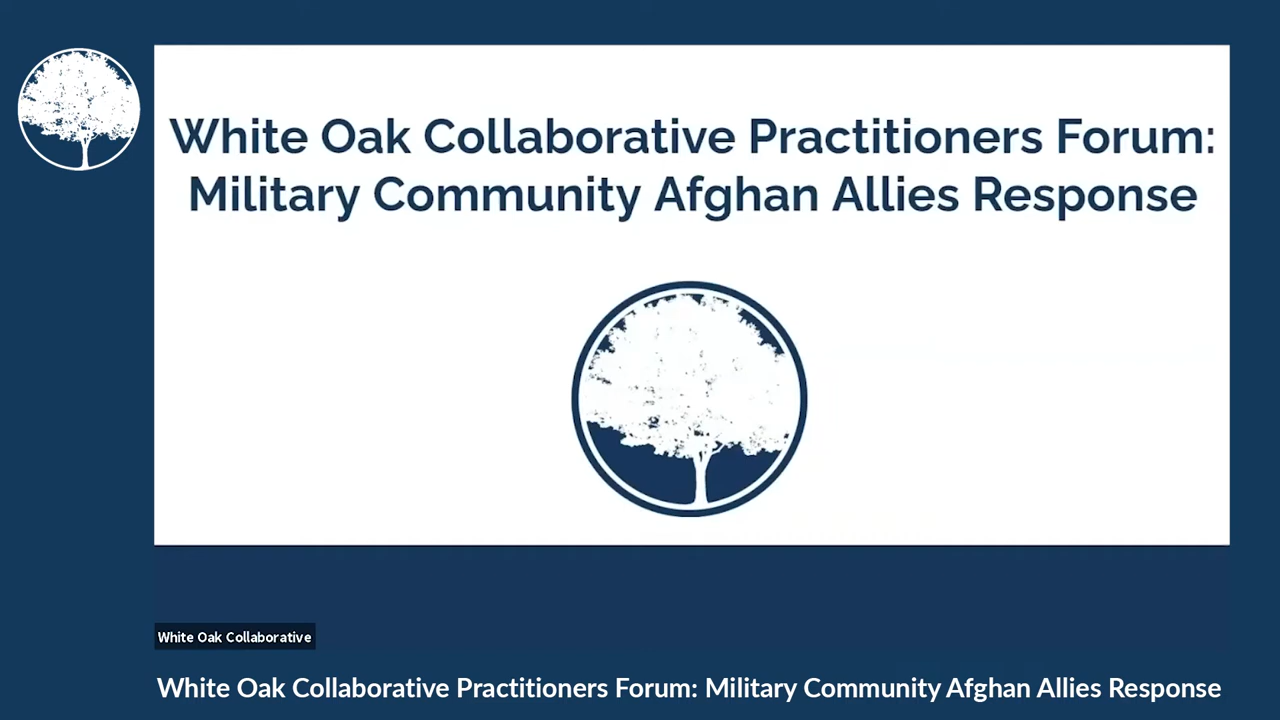 White Oak Collaborative Practitioners Forum:
Military Community Afghan Allies Response
White Oak Collaborative
White Oak Collaborative Practitioners Forum: Military Community Afghan Allies Response